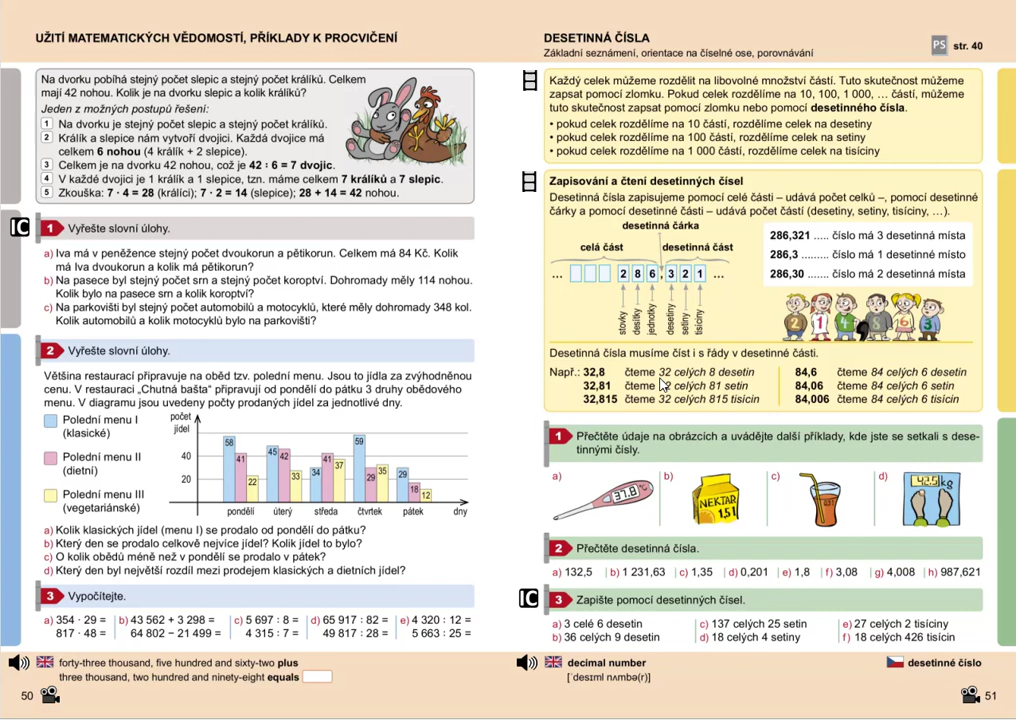 UŽITÍ MATEMATICKÝCH VĚDOMOSTÍ, PŘÍKLADY K PROCVIČENÍ
Na dvorku pobíhá stejný počet slepic a stejný počet králíků. Celkem
mají 42 nohou. Kolik je na dvorku slepic a kolik králíků?
Jeden z možných postupů řešení:
1 Na dvorku je stejný počet slepic a stejný počet králíků.
2 Králík a slepice nám vytvoří dvojici. Každá dvojice má
celkem 6 nohou (4 králík + 2 slepice).
3 Celkem je na dvorku 42 nohou, což je 42 : 6 = 7 dvojic.
4 V každé dvojici je 1 králík a 1 slepice, tzn. máme celkem 7 králíků a 7 slepic.
5 Zkouška: 7 · 4 = 28 (králíci); 7 · 2 = 14 (slepice); 28 + 14 = 42 nohou.
IC
1 Vyřešte slovní úlohy.
a) Iva má v peněžence stejný počet dvoukorun a pětikorun. Celkem má 84 Kč. Kolik
má Iva dvoukorun a kolik má pětikorun?
b) Na pasece byl stejný počet srn a stejný počet koroptví. Dohromady měly 114 nohou.
Kolik bylo na pasece srn a kolik koroptví?
c) Na parkovišti byl stejný počet automobilů a motocyklů, které měly dohromady 348 kol.
Kolik automobilů a kolik motocyklů bylo na parkovišti?
2 Vyřešte slovní úlohy.
Většina restaurací připravuje na oběd tzv. polední menu. Jsou to jídla za zvýhodněnou
cenu. V restauraci „Chutná bašta“ připravují od pondělí do pátku 3 druhy obědového
menu. V diagramu jsou uvedeny počty prodaných jídel za jednotlivé dny.
Polední menu I
(klasické)
Polední menu II
(dietní)
Polední menu III
(vegetariánské)
počet
jídel
40
20
58 41 22 45 42 33 34 41 37 59 29 35 29 18 12
pondělí úterý středa čtvrtek pátek dny
a) Kolik klasických jídel (menu I) se prodalo od pondělí do pátku?
b) Který den se prodalo celkově nejvíce jídel? Kolik jídel to bylo?
c) O kolik obědů méně než v pondělí se prodalo v pátek?
d) Který den byl největší rozdíl mezi prodejem klasických a dietních jídel?
3 Vypočítejte.
a) 354 · 29 = b) 43 562 + 3 298 = c) 5 697 : 8 = d) 65 917 : 82 = e) 4 320 : 12 =
817 · 48 = 64 802 − 21 499 = 4 315 : 7 = 49 817 : 28 = 5 663 : 25 =
forty-three thousand, five hundred and sixty-two plus
three thousand, two hundred and ninety-eight equals
50
DESETINNÁ ČÍSLA
Základní seznámení, orientace na číselné ose, porovnávání
PS str. 40
Každý celek můžeme rozdělit na libovolné množství částí. Tuto skutečnost můžeme
zapsat pomocí zlomku. Pokud celek rozdělíme na 10, 100, 1 000, … částí, můžeme
tuto skutečnost zapsat pomocí zlomku nebo pomocí desetinného čísla.
• pokud celek rozdělíme na 10 částí, rozdělíme celek na desetiny
• pokud celek rozdělíme na 100 částí, rozdělíme celek na setiny
• pokud celek rozdělíme na 1 000 částí, rozdělíme celek na tisíciny
Zapisování a čtení desetinných čísel
Desetinná čísla zapisujeme pomocí celé části – udává počet celků –, pomocí desetinné
čárky a pomocí desetinné části – udává počet částí (desetiny, setiny, tisíciny, …).
desetinná čárka
celá část desetinná část
… 2 8 6 , 3 2 1 …
stovky desítky jednotky desetiny setiny tisíciny
286,321 ..... číslo má 3 desetinná místa
286,3 ......... číslo má 1 desetinné místo
286,30 ....... číslo má 2 desetinná místa
2 1 4 8 6 3
Desetinná čísla musíme číst i s řády v desetinné části.
Např.: 32,8 čteme 32 celých 8 desetin 84,6 čteme 84 celých 6 desetin
32,81 čteme 2 celých 81 setin 84,06 čteme 84 celých 6 setin
32,815 čteme 32 celých 815 tisícin 84,006 čteme 84 celých 6 tisícin
1 Přečtěte údaje na obrázcích a uvádějte další příklady, kde jste se setkali s dese-
tinnými čísly.
a) b) c) d)
37,8 °C
NEKTAR
1,5 l
kg
2 Přečtěte desetinná čísla.
a) 132,5 b) 1 231,63 c) 1,35 d) 0,201 e) 1,8 f) 3,08 g) 4,008 h) 987,621
IC
3 Zapište pomocí desetinných čísel.
a) 3 celé 6 desetin c) 137 celých 25 setin e) 27 celých 2 tisíciny
b) 36 celých 9 desetin d) 18 celých 4 setiny f) 18 celých 426 tisícin
decimal number desetinné číslo
[ˈdesɪml nʌmbə(r)]
51